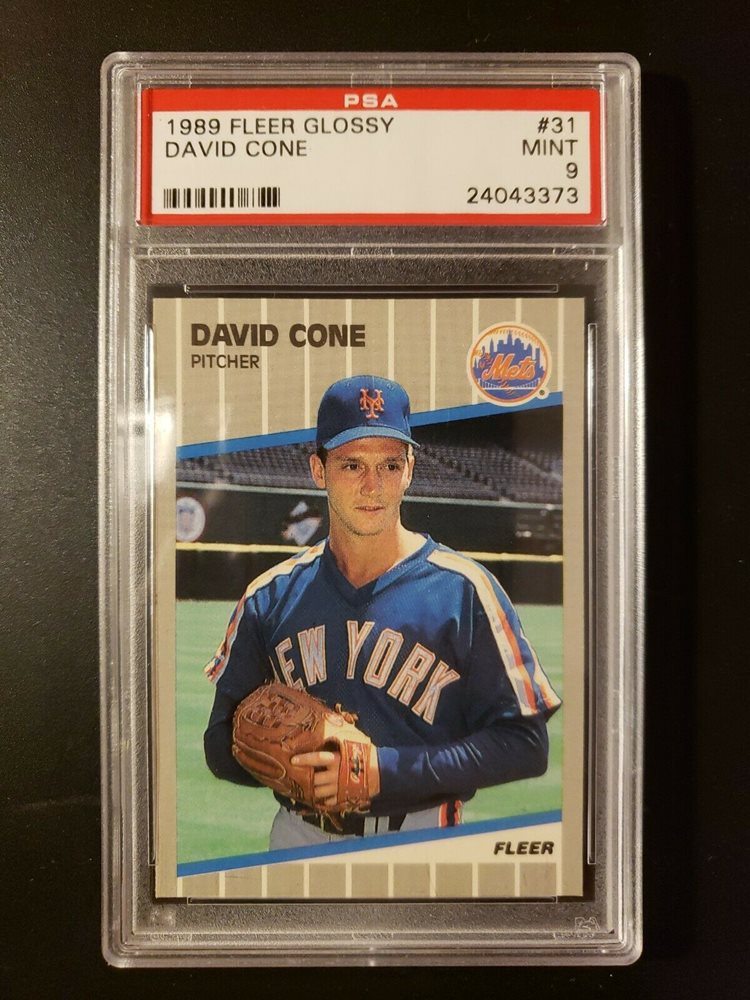 PSA
1989 FLEER GLOSSY #31
DAVID CONE MINT
9
24043373
DAVID CONE
PITCHER
Mets
NY
NEW YORK
FLEER